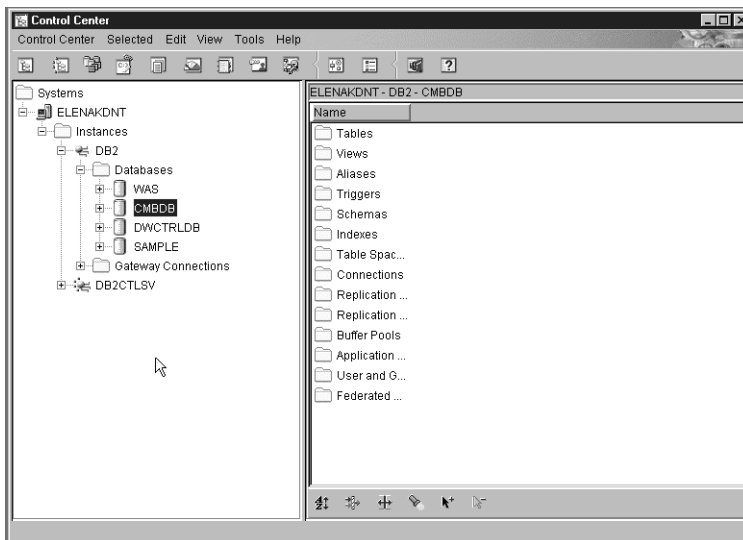 Control Center
Control Center Selected Edit View Tools Help
Systems
ELENAKDNT
Instances
DB2
Databases
WAS
CMBDB
DWCTRLDB
SAMPLE
Gateway Connections
DB2CTLSV
ELENAKDNT - DB2 - CMBDB
Name
Tables
Views
Aliases
Triggers
Schemas
Indexes
Table Spac...
Connections
Replication ...
Replication ...
Buffer Pools
Application ...
User and G...
Federated ...